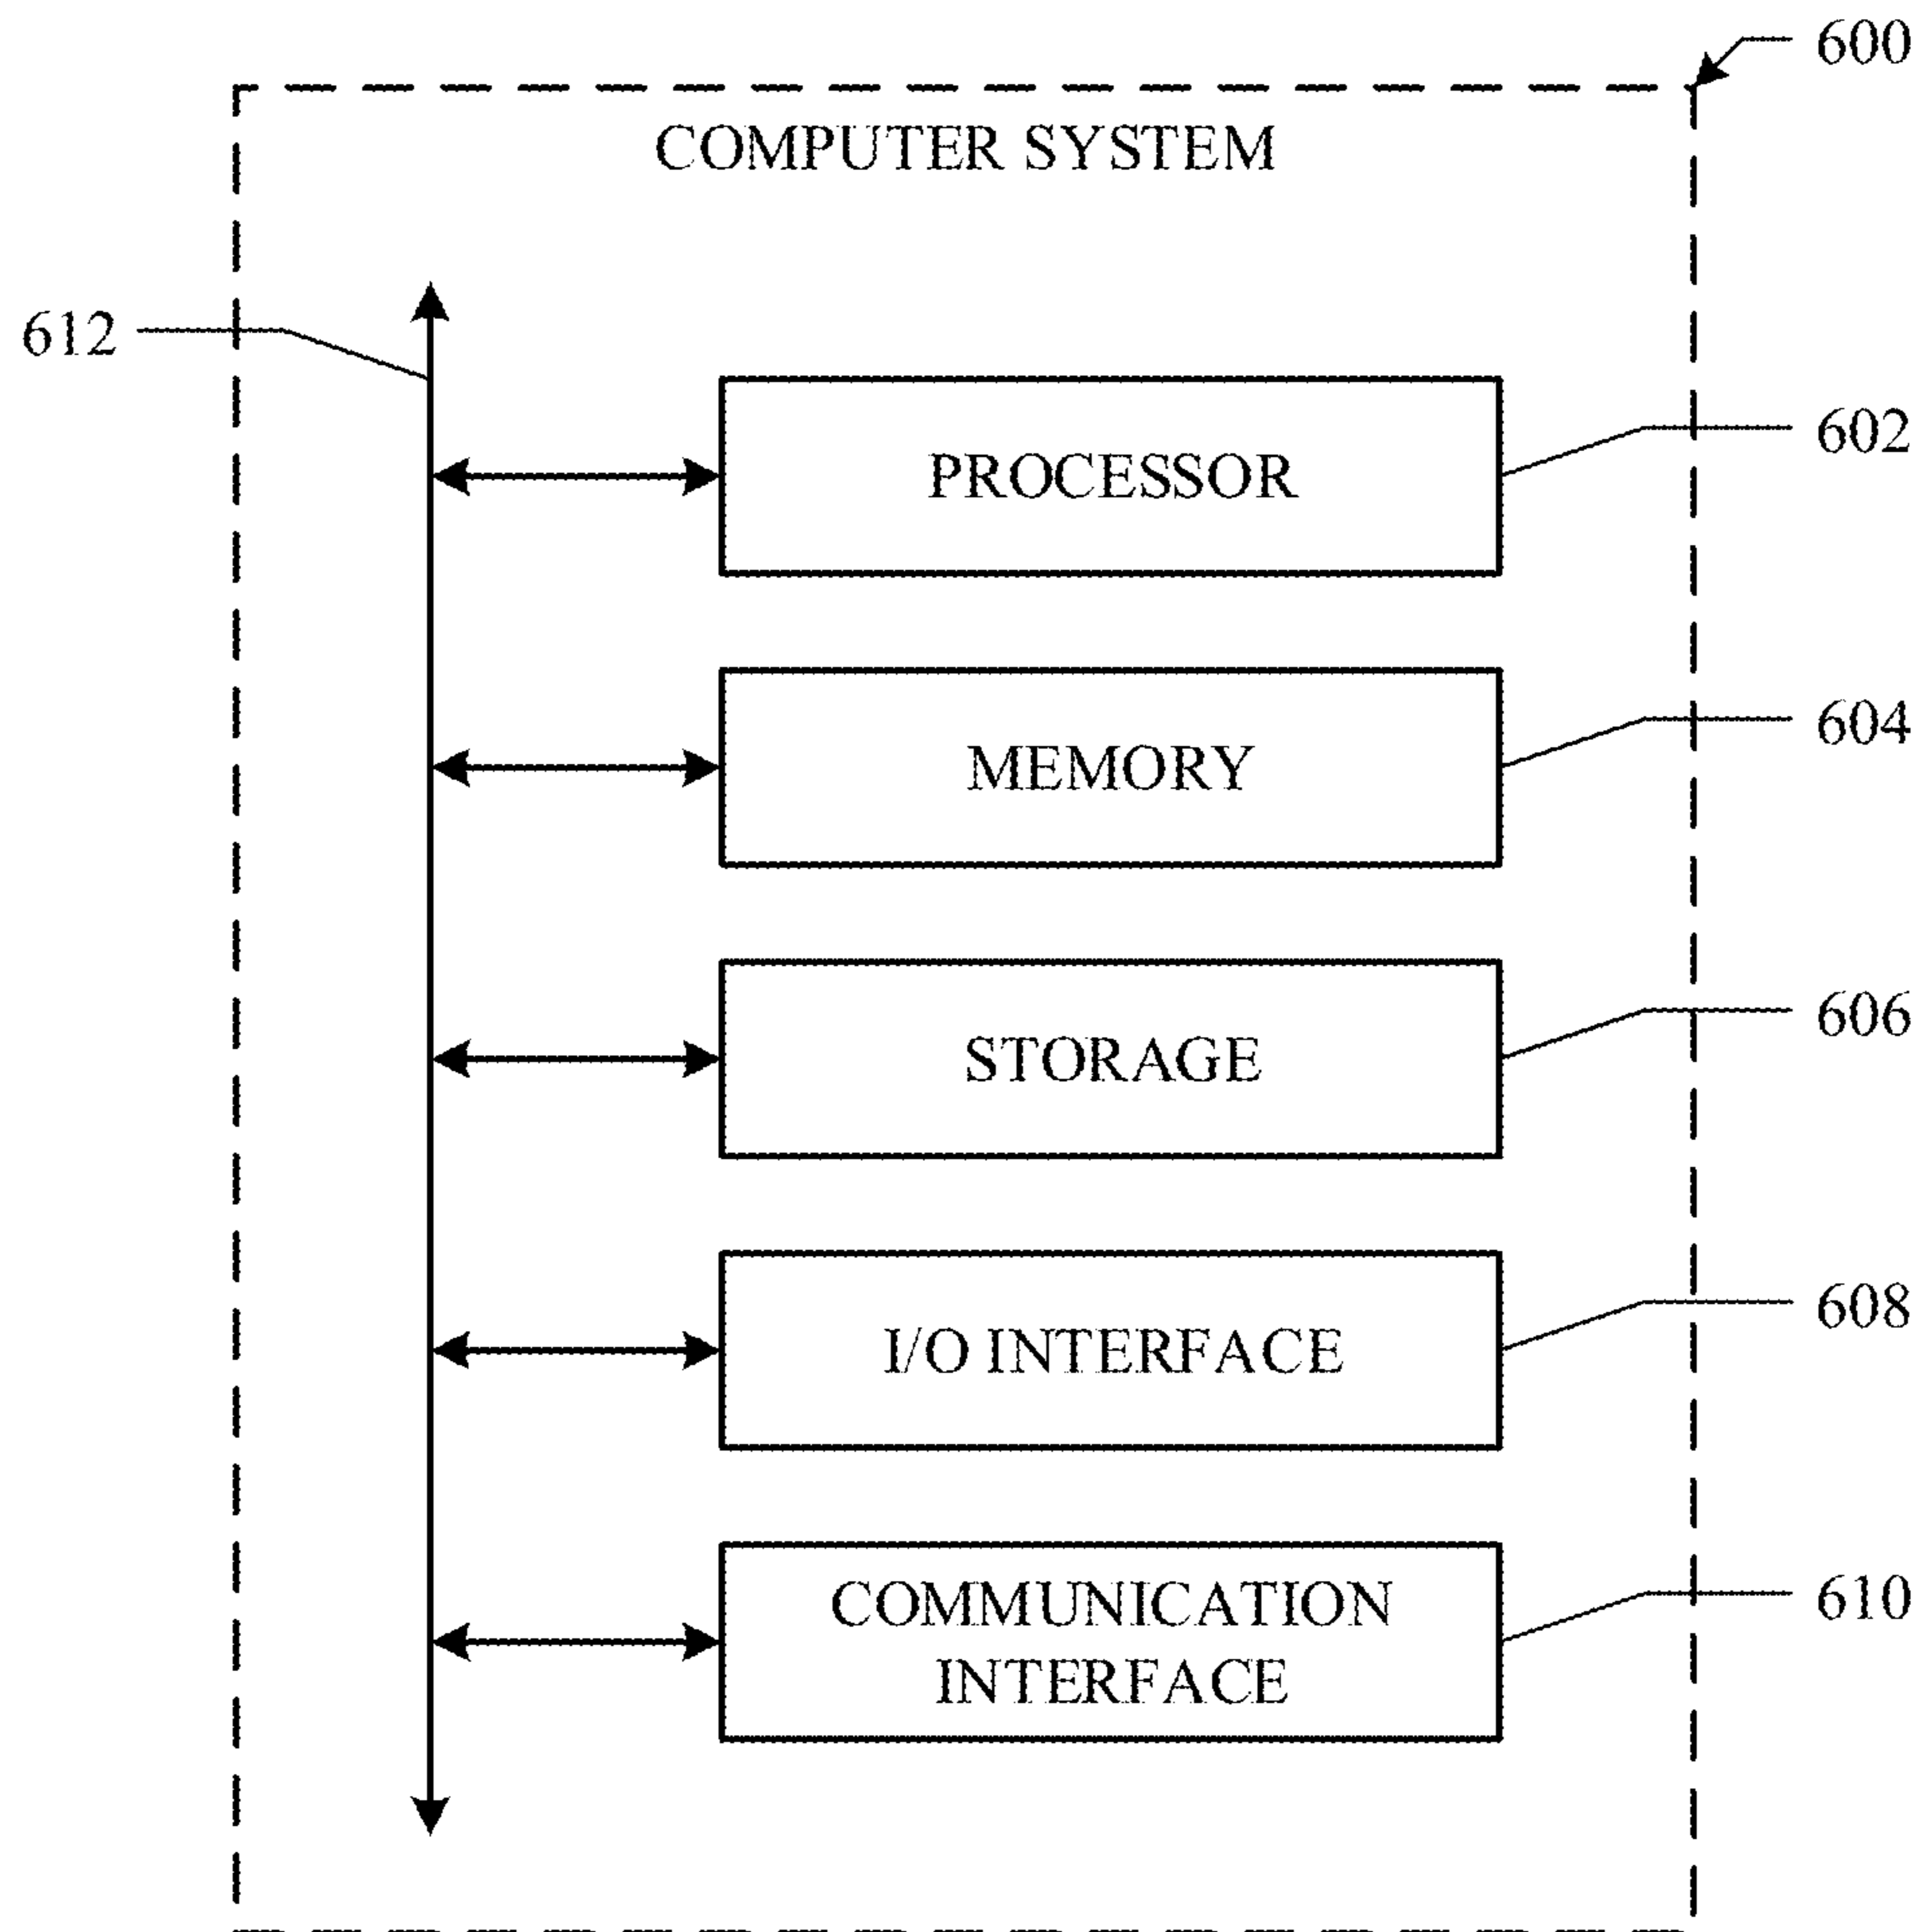 600
COMPUTER SYSTEM
612
602
PROCESSOR
604
MEMORY
606
STORAGE
608
I/O INTERFACE
610
COMMUNICATION
INTERFACE